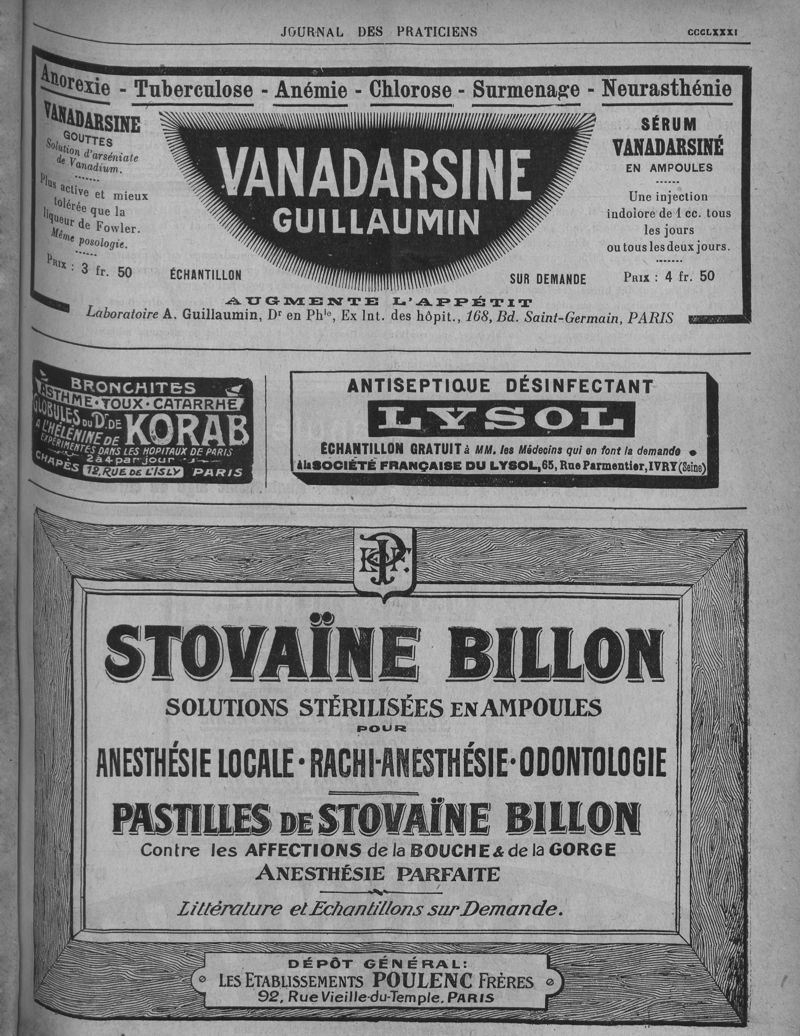 JOURNAL DES PRATICIENS
CCCLXXXI
Anorexie - Tuberculose - Anémie - Chlorose - Surmenage - Neurasthénie
VANADARSINE
GOUTTES
Solution d'arséniate
de Vanadium.
Plus active et mieux
tolérée que la
liqueur de Fowler.
Même posologie.
PRIX : 3 fr. 50
VANADARSINE
GUILLAUMIN
ÉCHANTILLON
SUR DEMANDE
SÉRUM
VANADARSINÉ
EN AMPOULES
Une injection
indolore de 1 cc. tous
les jours
ou tous les deux jours.
PRIX : 4 fr. 50
AUGMENTE L'APPÉTIT
Laboratoire A. Guillaumin, Dr en Phie, Ex Int. des hôpit., 168, Bd. Saint-Germain, PARIS
BRONCHITES
ASTHME • TOUX • CATARRHE
GLOBULES DU Dr DE
A L'HÉLÉNINE DE
KORAB
EXPÉRIMENTÉS DANS LES HOPITAUX DE PARIS
2 à 4 par jour
CHAPÈS 12, RUE DE L'ISLY PARIS
ANTISEPTIQUE DÉSINFECTANT
LYSOL
ÉCHANTILLON GRATUIT à MM. les Médecins qui en font la demande
à la SOCIÉTÉ FRANÇAISE DU LYSOL, 65, Rue Parmentier, IVRY (Seine)
STOVAÏNE BILLON
SOLUTIONS STÉRILISÉES EN AMPOULES
POUR
ANESTHÉSIE LOCALE • RACHI-ANESTHÉSIE • ODONTOLOGIE
PASTILLES DE STOVAÏNE BILLON
Contre les AFFECTIONS de la BOUCHE & de la GORGE
ANESTHÉSIE PARFAITE
Littérature et Echantillons sur Demande.
DÉPÔT GÉNÉRAL:
LES ETABLISSEMENTS POULENC FRÈRES
92, Rue Vieille-du-Temple, PARIS